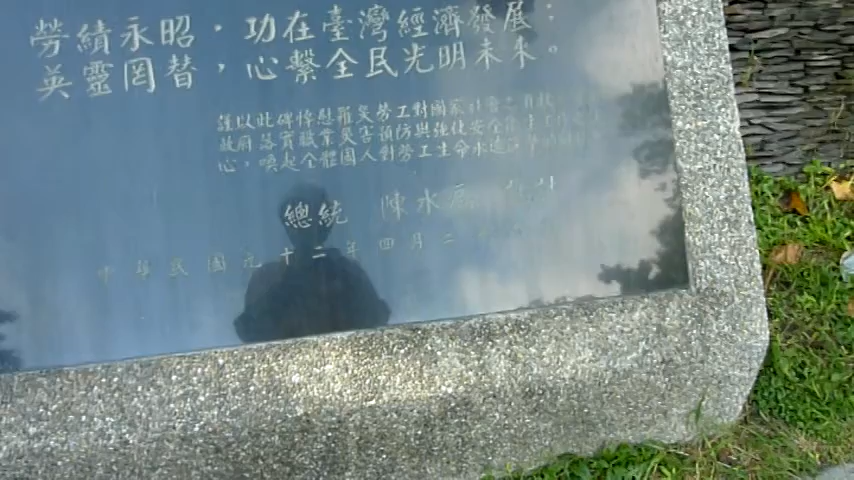 勞績永昭，功在臺灣經濟發展；
英靈罔替，心繫全民光明未來。
謹以此碑悼慰罹災勞工對國家社會之貢獻
政府落實職業災害預防與強化安全
心，喚起全體國人對勞工生命永遠
總統 陳水扁
中華民國九十二年四月二